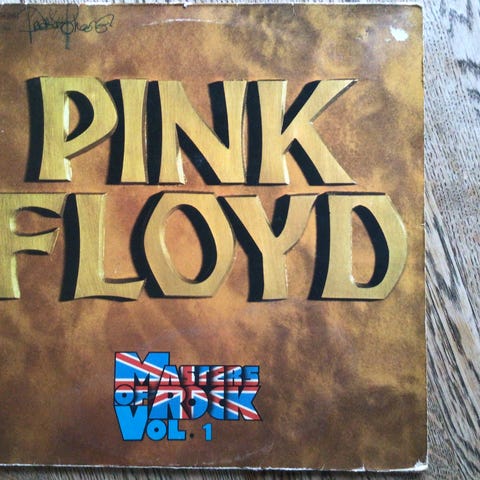 PINK
FLOYD
MASTERS
OF ROCK
VOL. 1